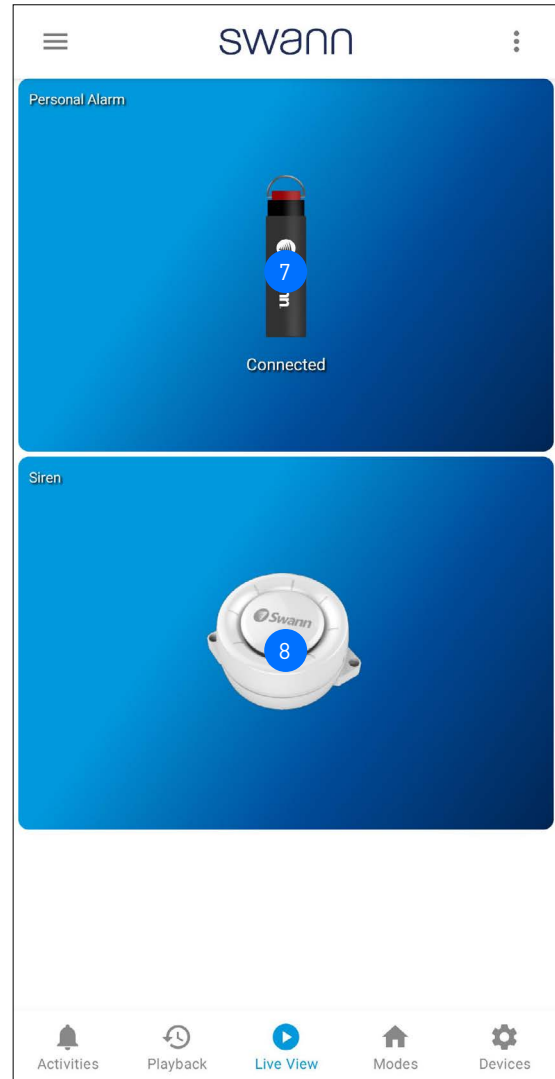 swann
Personal Alarm
7
Connected
Siren
Swann
8
Activities
Playback
Live View
Modes
Devices